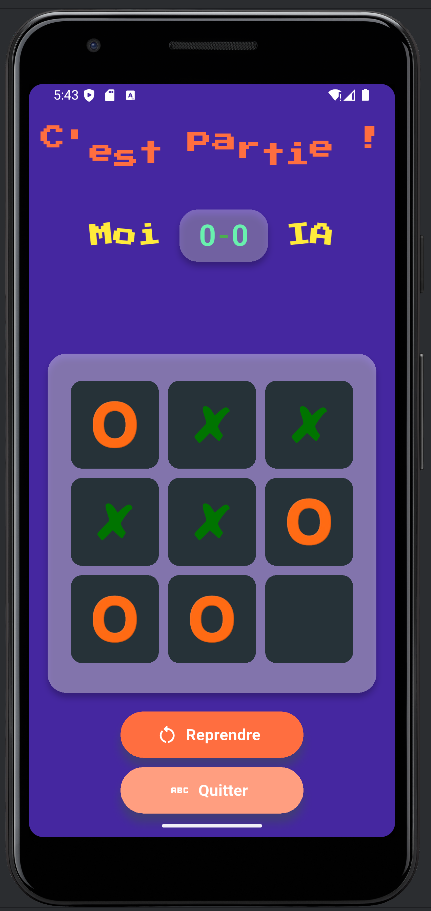 5:43 A
C'est Partie !
Moi 0-0 IA
O X X
X X O
O O
Reprendre
ABC Quitter